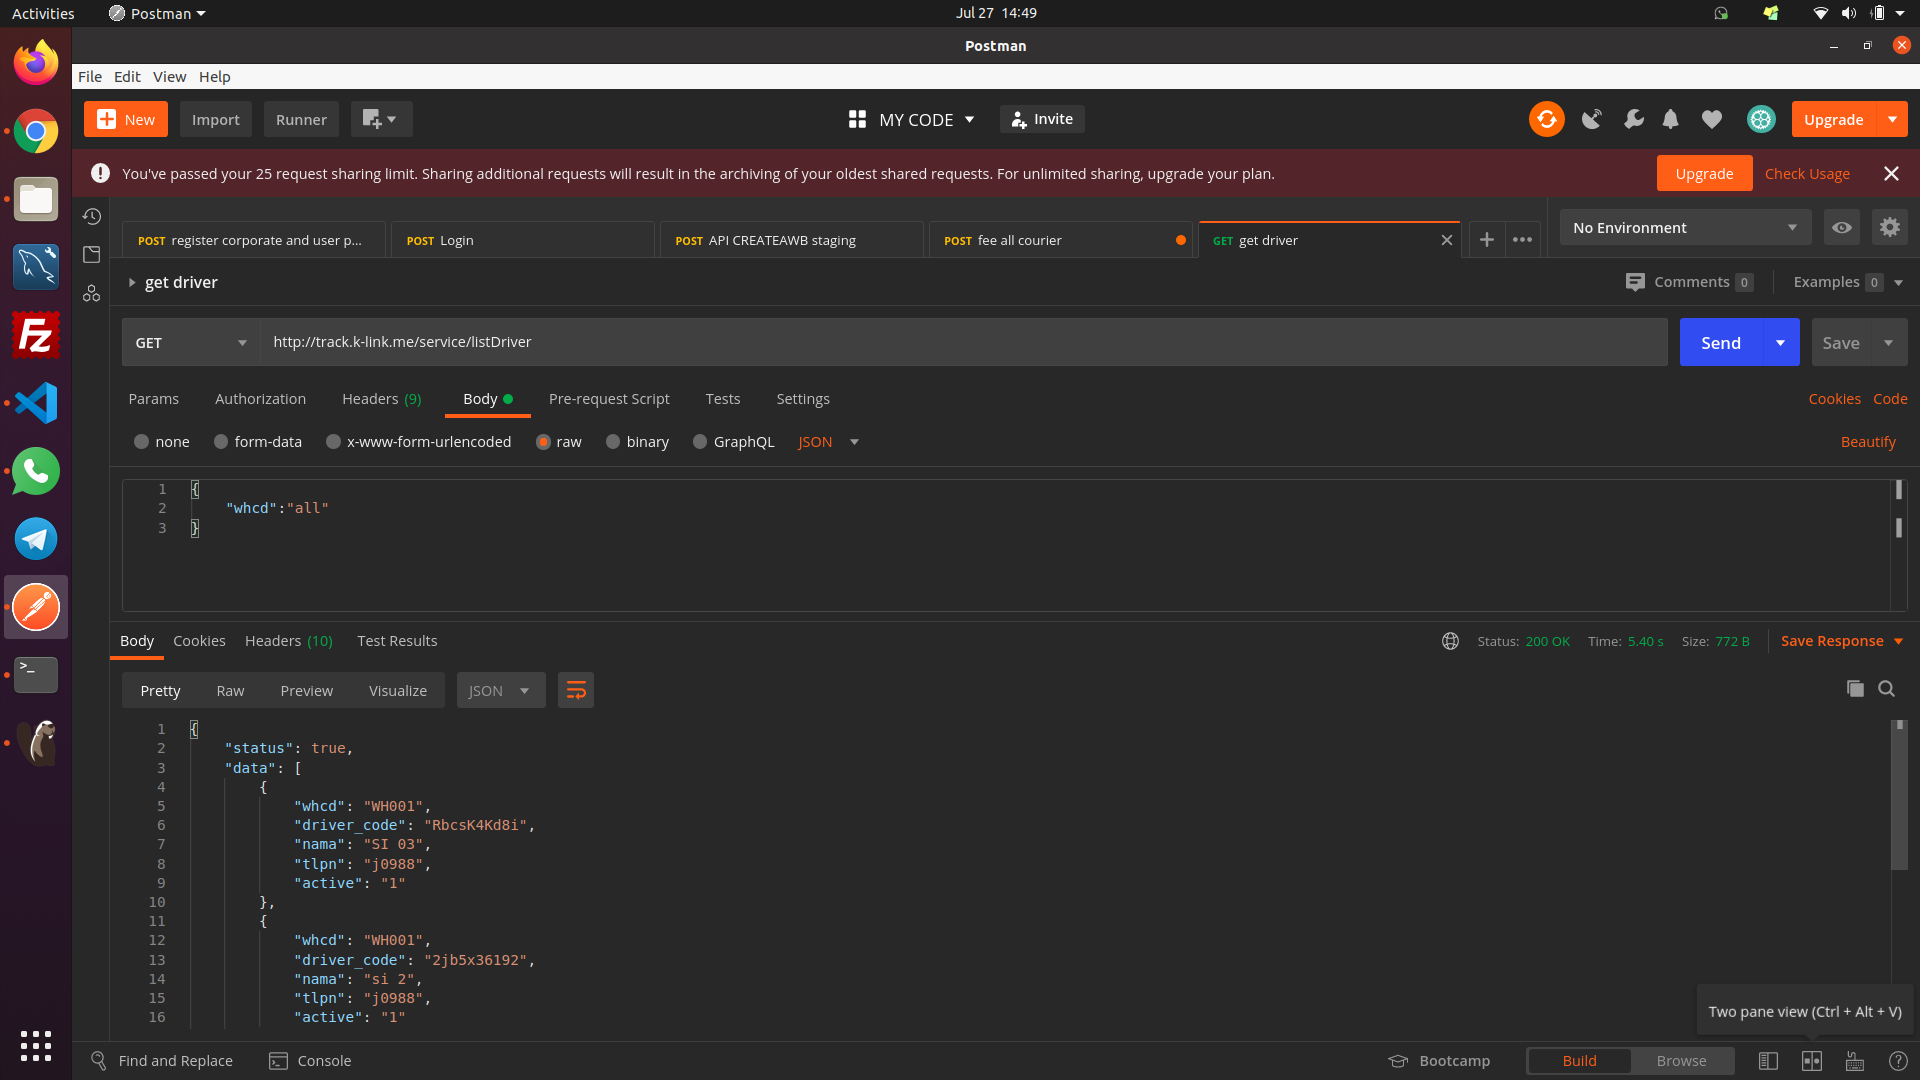 Activities Postman Jul 27 14:49
Postman
File Edit View Help
New Import Runner MY CODE Invite Upgrade
You've passed your 25 request sharing limit. Sharing additional requests will result in the archiving of your oldest shared requests. For unlimited sharing, upgrade your plan. Upgrade Check Usage
POST register corporate and user p... POST Login POST API CREATEAWB staging POST fee all courier GET get driver No Environment
get driver Comments 0 Examples 0
GET http://track.k-link.me/service/listDriver Send Save
Params Authorization Headers (9) Body Pre-request Script Tests Settings Cookies Code
none form-data x-www-form-urlencoded raw binary GraphQL JSON Beautify
1 {
2 "whcd":"all"
3 }
Body Cookies Headers (10) Test Results Status: 200 OK Time: 5.40 s Size: 772 B Save Response
Pretty Raw Preview Visualize JSON
1 {
2 "status": true,
3 "data": [
4 {
5 "whcd": "WH001",
6 "driver_code": "RbcsK4Kd8i",
7 "nama": "SI 03",
8 "tlpn": "j0988",
9 "active": "1"
10 },
11 {
12 "whcd": "WH001",
13 "driver_code": "2jb5x36192",
14 "nama": "si 2",
15 "tlpn": "j0988",
16 "active": "1"
Two pane view (Ctrl + Alt + V)
Find and Replace Console Bootcamp Build Browse